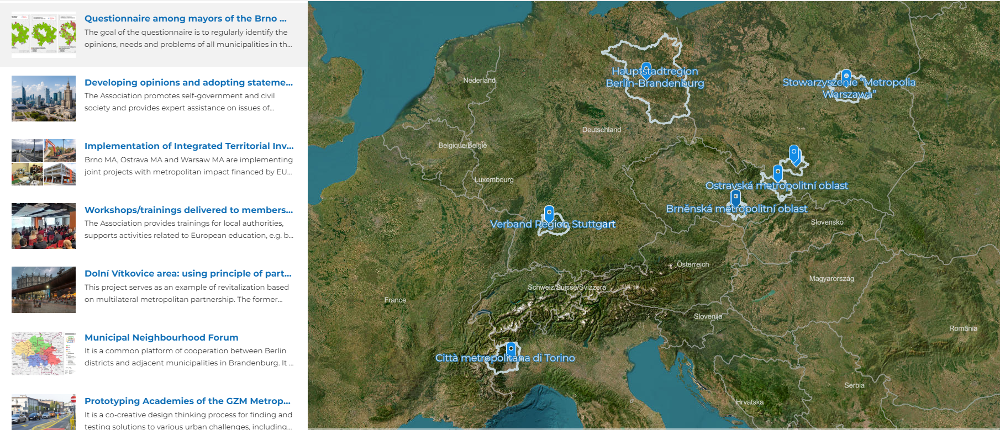 Questionnaire among mayors of the Brno ...
The goal of the questionnaire is to regularly identify the
opinions, needs and problems of all municipalities in th...
Developing opinions and adopting stateme...
The Association promotes self-government and civil
society and provides expert assistance on issues of...
Implementation of Integrated Territorial Inv...
Brno MA, Ostrava MA and Warsaw MA are implementing
joint projects with metropolitan impact financed by EU...
Workshops/trainings delivered to members...
The Association provides trainings for local authorities,
supports activities related to European education, e.g. b...
Dolní Vítkovice area: using principle of part...
This project serves as an example of revitalization based
on multilateral metropolitan partnership. The former...
Municipal Neighbourhood Forum
It is a common platform of cooperation between Berlin
districts and adjacent municipalities in Brandenburg. It ...
Prototyping Academies of the GZM Metrop...
It is a co-creative design thinking process for finding and
testing solutions to various urban challenges, including...
Hauptstadtregion
Berlin-Brandenburg
Nederland
Stowarzyszenie "Metropolia
Warszawa"
Deutschland
Belgique/België
Luxembourg
Ostravská metropolitní oblast
Brněnská metropolitní oblast
Verband Region Stuttgart
Slovensko
Österreich
Magyarország
Schweiz/Suisse/Svizzera
France
Slovenija
România
Città metropolitana di Torino
Serbia
Hrvatska